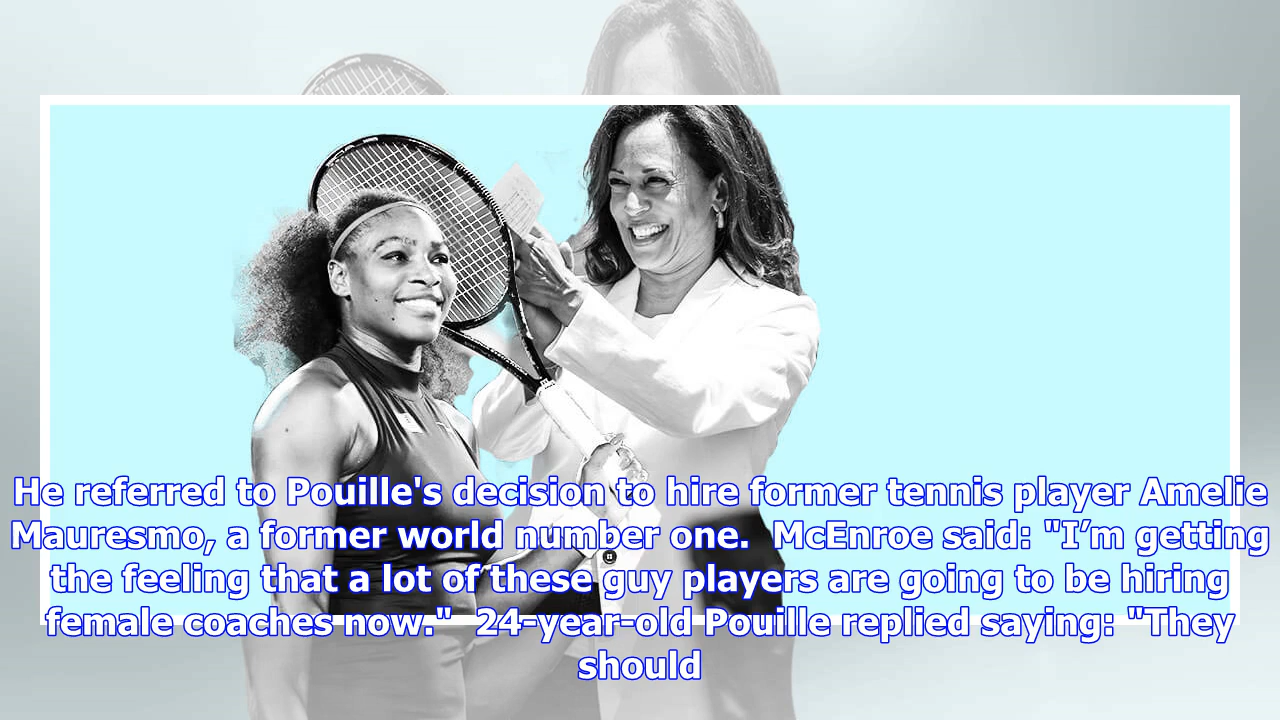 He referred to Pouille's decision to hire former tennis player Amelie
Mauresmo, a former world number one.  McEnroe said: "I’m getting
the feeling that a lot of these guy players are going to be hiring
female coaches now."  24-year-old Pouille replied saying: "They
should